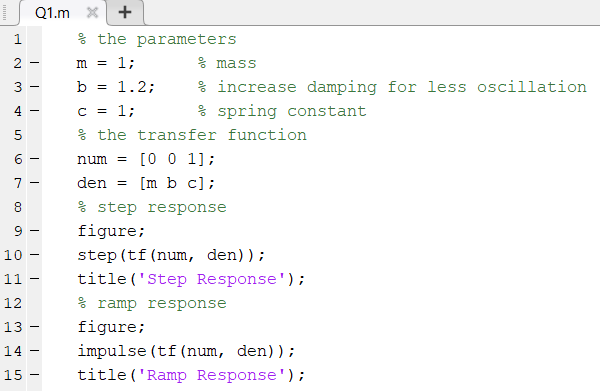 Q1.m × +
1 % the parameters
2 – m = 1; % mass
3 – b = 1.2; % increase damping for less oscillation
4 – c = 1; % spring constant
5 % the transfer function
6 – num = [0 0 1];
7 – den = [m b c];
8 % step response
9 – figure;
10 – step(tf(num, den));
11 – title('Step Response');
12 % ramp response
13 – figure;
14 – impulse(tf(num, den));
15 – title('Ramp Response');